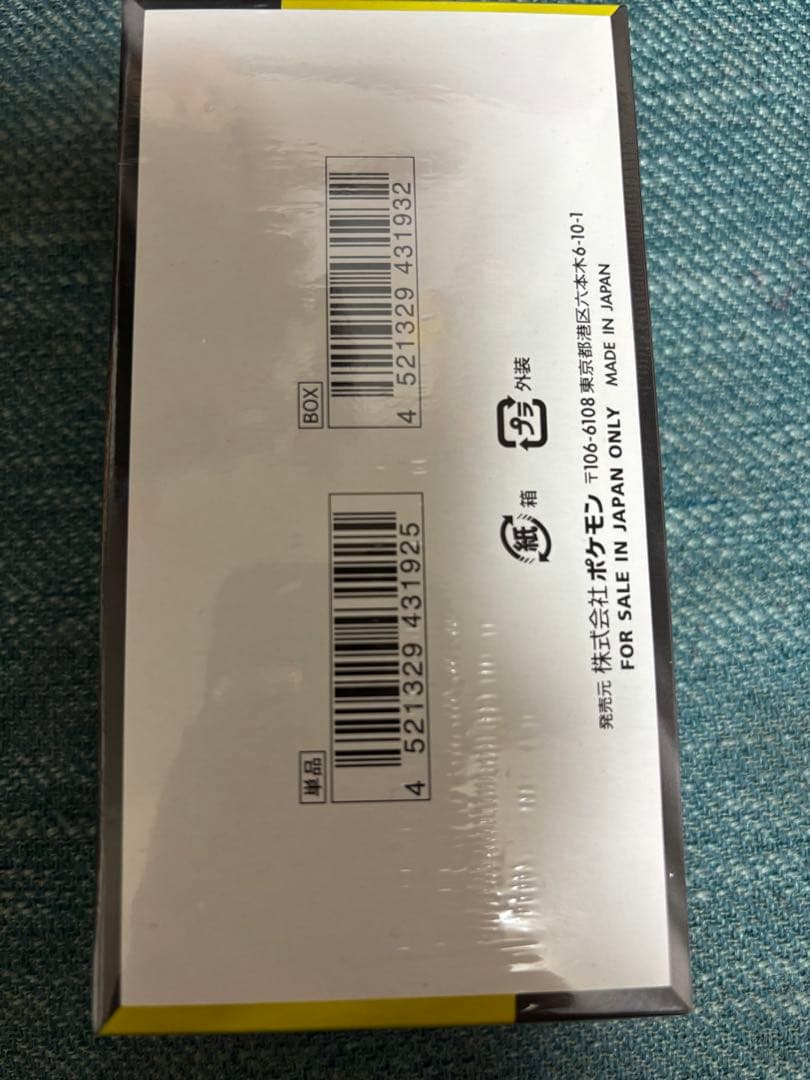 BOX
4 521329 431932
単品
4 521329 431925
紙 箱
プラ 外装
発売元 株式会社 ポケモン 〒106-6108 東京都港区六本木6-10-1
FOR SALE IN JAPAN ONLY MADE IN JAPAN